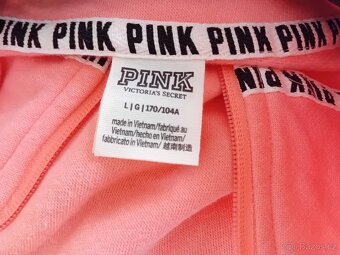 PINK PINK PINK PINK PINK
PINK
PINK
VICTORIA'S SECRET
L | G | 170/104A
made in Vietnam/fabriqué au
Vietnam/hecho en Vietnam/
fabbricato in Vietnam/越南制造